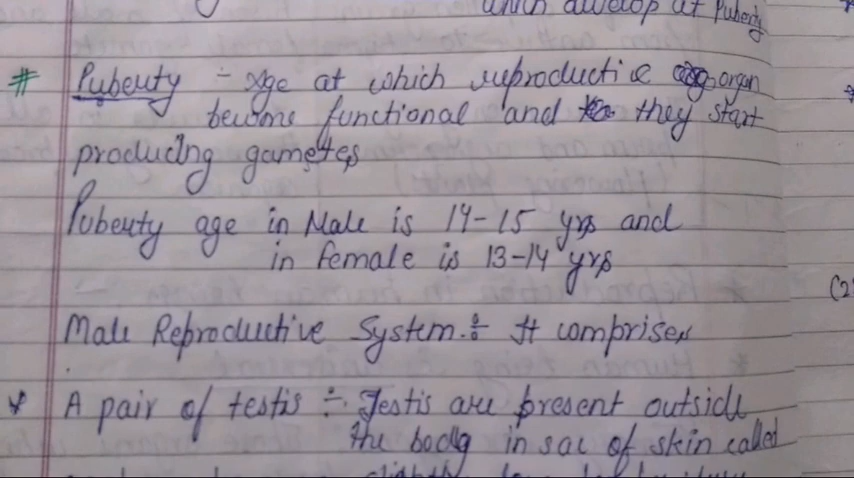 which develop at Puberty
# Puberty ÷ Age at which reproductive organ
become functional and they start
producing gametes
Puberty age in Male is 14-15 yrs and
in female is 13-14 yrs
(2
Male Reproductive System ÷ It comprises
* A pair of testis ÷ Testis are present outside
the body in sac of skin called
slightly